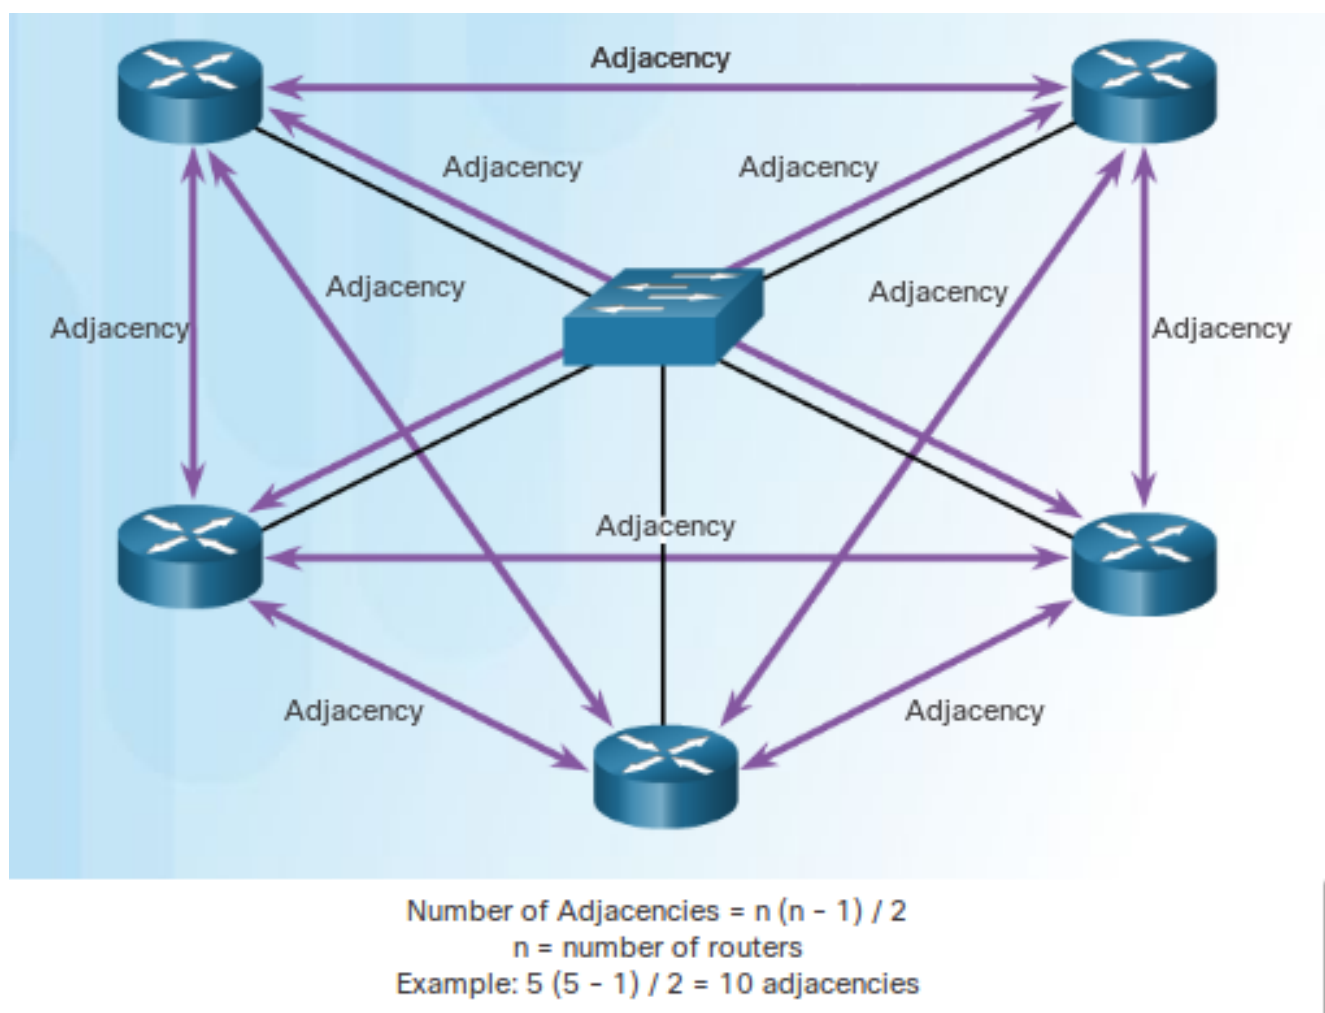 Adjacency
Adjacency
Adjacency
Adjacency
Adjacency
Adjacency
Adjacency
Adjacency
Adjacency
Adjacency
Number of Adjacencies = n (n - 1) / 2
n = number of routers
Example: 5 (5 - 1) / 2 = 10 adjacencies